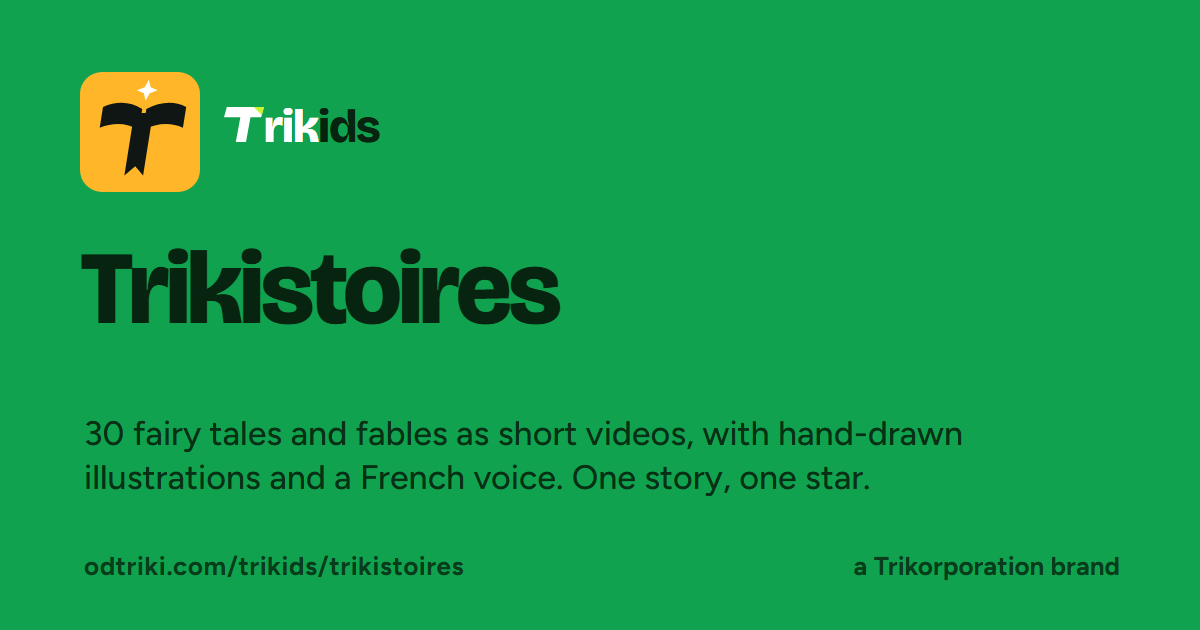 Trikids
Trikistoires
30 fairy tales and fables as short videos, with hand-drawn
illustrations and a French voice. One story, one star.
odtriki.com/trikids/trikistoires
a Trikorporation brand